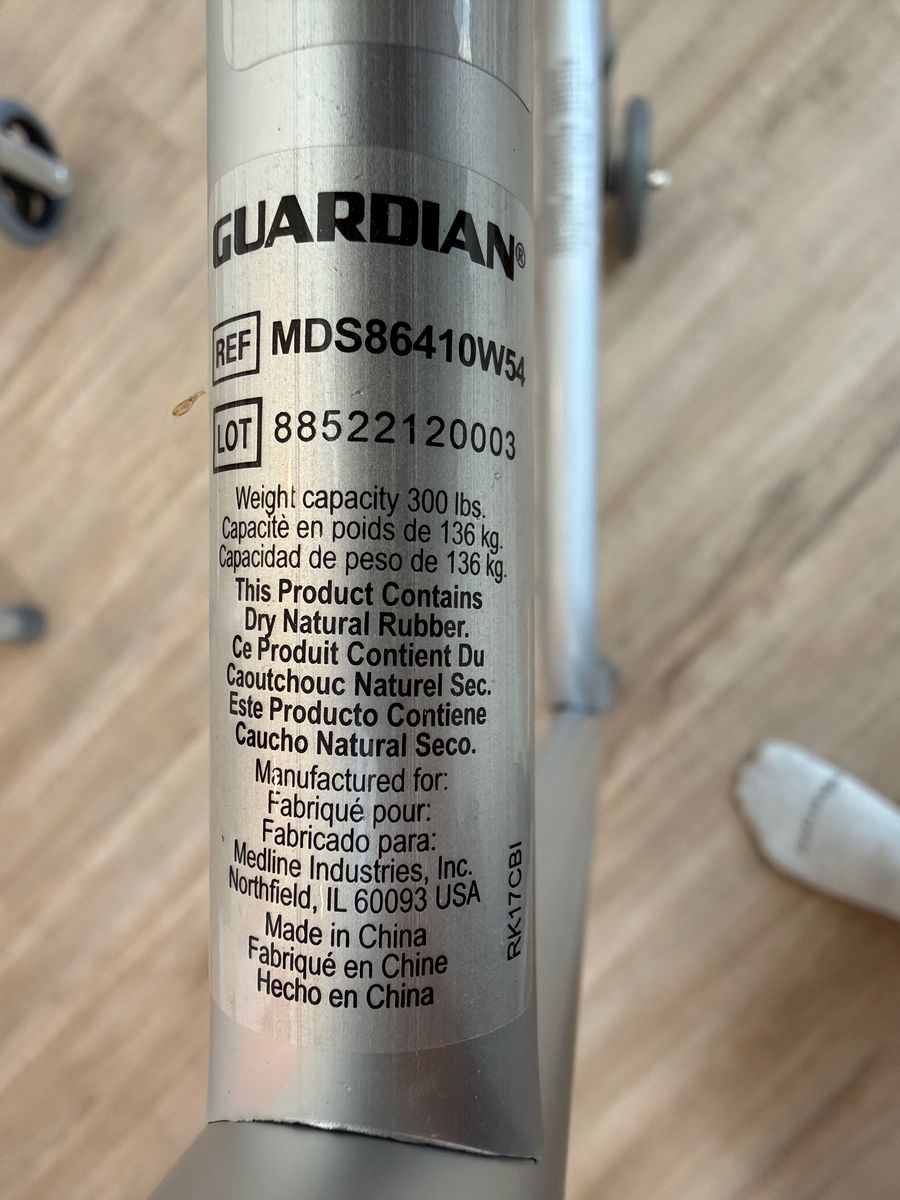 GUARDIAN®
REF MDS86410W54
LOT 88522120003
Weight capacity 300 lbs.
Capacitè en poids de 136 kg.
Capacidad de peso de 136 kg.
This Product Contains
Dry Natural Rubber.
Ce Produit Contient Du
Caoutchouc Naturel Sec.
Este Producto Contiene
Caucho Natural Seco.
Manufactured for:
Fabriqué pour:
Fabricado para:
Medline Industries, Inc.
Northfield, IL 60093 USA
Made in China
Fabriqué en Chine
Hecho en China
RK17CBI